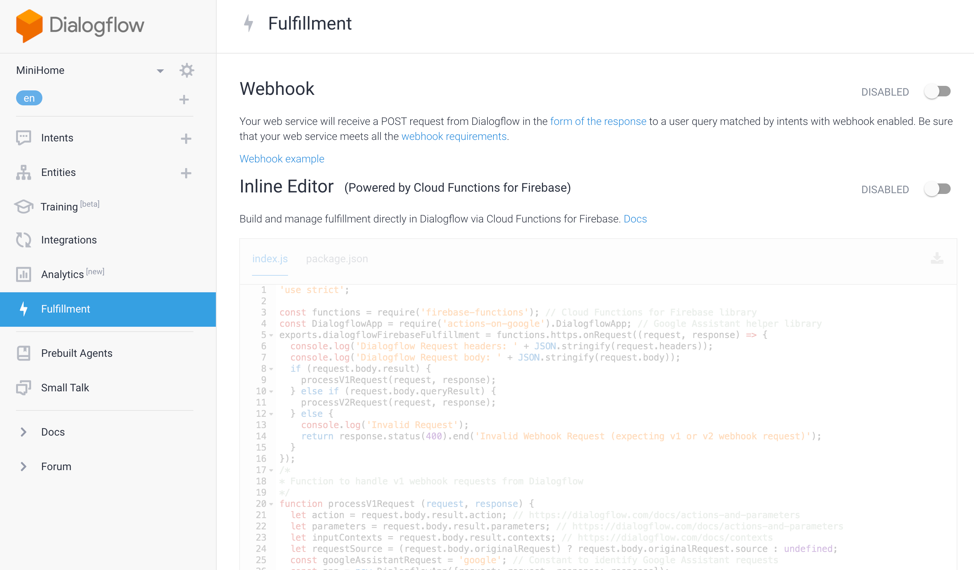 Dialogflow
MiniHome
en
Intents
Entities
Training [beta]
Integrations
Analytics [new]
Fulfillment
Prebuilt Agents
Small Talk
Docs
Forum
Fulfillment
Webhook
DISABLED
Your web service will receive a POST request from Dialogflow in the form of the response to a user query matched by intents with webhook enabled. Be sure
that your web service meets all the webhook requirements.
Webhook example
Inline Editor (Powered by Cloud Functions for Firebase)
DISABLED
Build and manage fulfillment directly in Dialogflow via Cloud Functions for Firebase. Docs
index.js package.json
1 'use strict';
2
3 const functions = require('firebase-functions'); // Cloud Functions for Firebase library
4 const DialogflowApp = require('actions-on-google').DialogflowApp; // Google Assistant helper library
5 exports.dialogflowFirebaseFulfillment = functions.https.onRequest((request, response) => {
6 console.log('Dialogflow Request headers: ' + JSON.stringify(request.headers));
7 console.log('Dialogflow Request body: ' + JSON.stringify(request.body));
8 if (request.body.result) {
9 processV1Request(request, response);
10 } else if (request.body.queryResult) {
11 processV2Request(request, response);
12 } else {
13 console.log('Invalid Request');
14 return response.status(400).end('Invalid Webhook Request (expecting v1 or v2 webhook request)');
15 }
16 });
17 /*
18 * Function to handle v1 webhook requests from Dialogflow
19 */
20 function processV1Request (request, response) {
21 let action = request.body.result.action; // https://dialogflow.com/docs/actions-and-parameters
22 let parameters = request.body.result.parameters; // https://dialogflow.com/docs/actions-and-parameters
23 let inputContexts = request.body.result.contexts; // https://dialogflow.com/docs/contexts
24 let requestSource = (request.body.originalRequest) ? request.body.originalRequest.source : undefined;
25 const googleAssistantRequest = 'google'; // Constant to identify Google Assistant requests